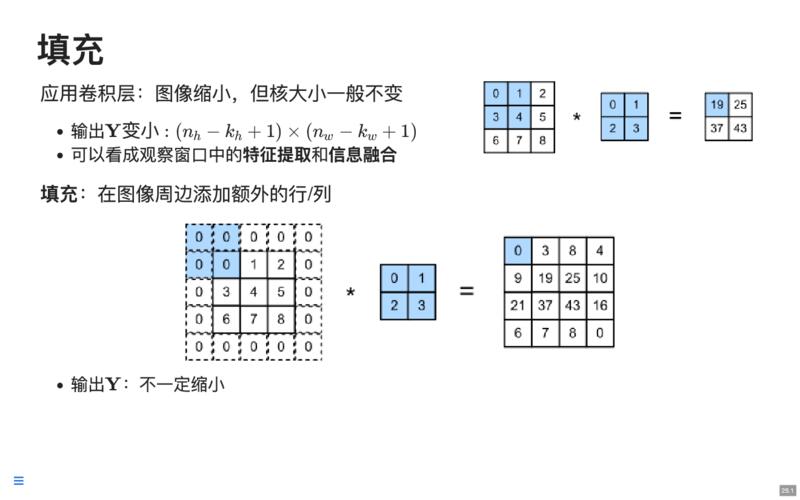 填充
应用卷积层：图像缩小，但核大小一般不变
• 输出Y变小 : (n_h − k_h + 1) × (n_w − k_w + 1)
• 可以看成观察窗口中的特征提取和信息融合
0 1 2
3 4 5
6 7 8
*
0 1
2 3
=
19 25
37 43
填充：在图像周边添加额外的行/列
0 0 0 0 0
0 0 1 2 0
0 3 4 5 0
0 6 7 8 0
0 0 0 0 0
*
0 1
2 3
=
0 3 8 4
9 19 25 10
21 37 43 16
6 7 8 0
• 输出Y：不一定缩小
25.1